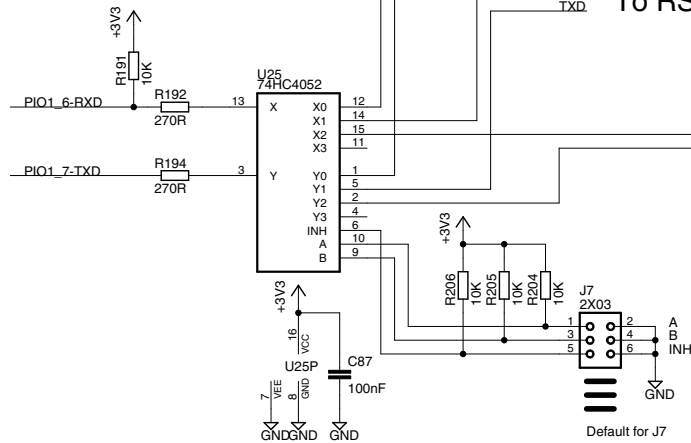 To RS
TXD
+3V3
R191
10K
U25
74HC4052
PIO1_6-RXD
R192
270R
13
X
X0
12
X1
14
X2
15
X3
11
PIO1_7-TXD
R194
270R
3
Y
Y0
1
Y1
5
Y2
2
Y3
4
INH
6
A
10
B
9
+3V3
R206
10K
R205
10K
R204
10K
J7
2X03
1
2
A
3
4
B
5
6
INH
GND
Default for J7
+3V3
16
VCC
U25P
C87
100nF
7
VEE
8
GND
GND
GND
GND